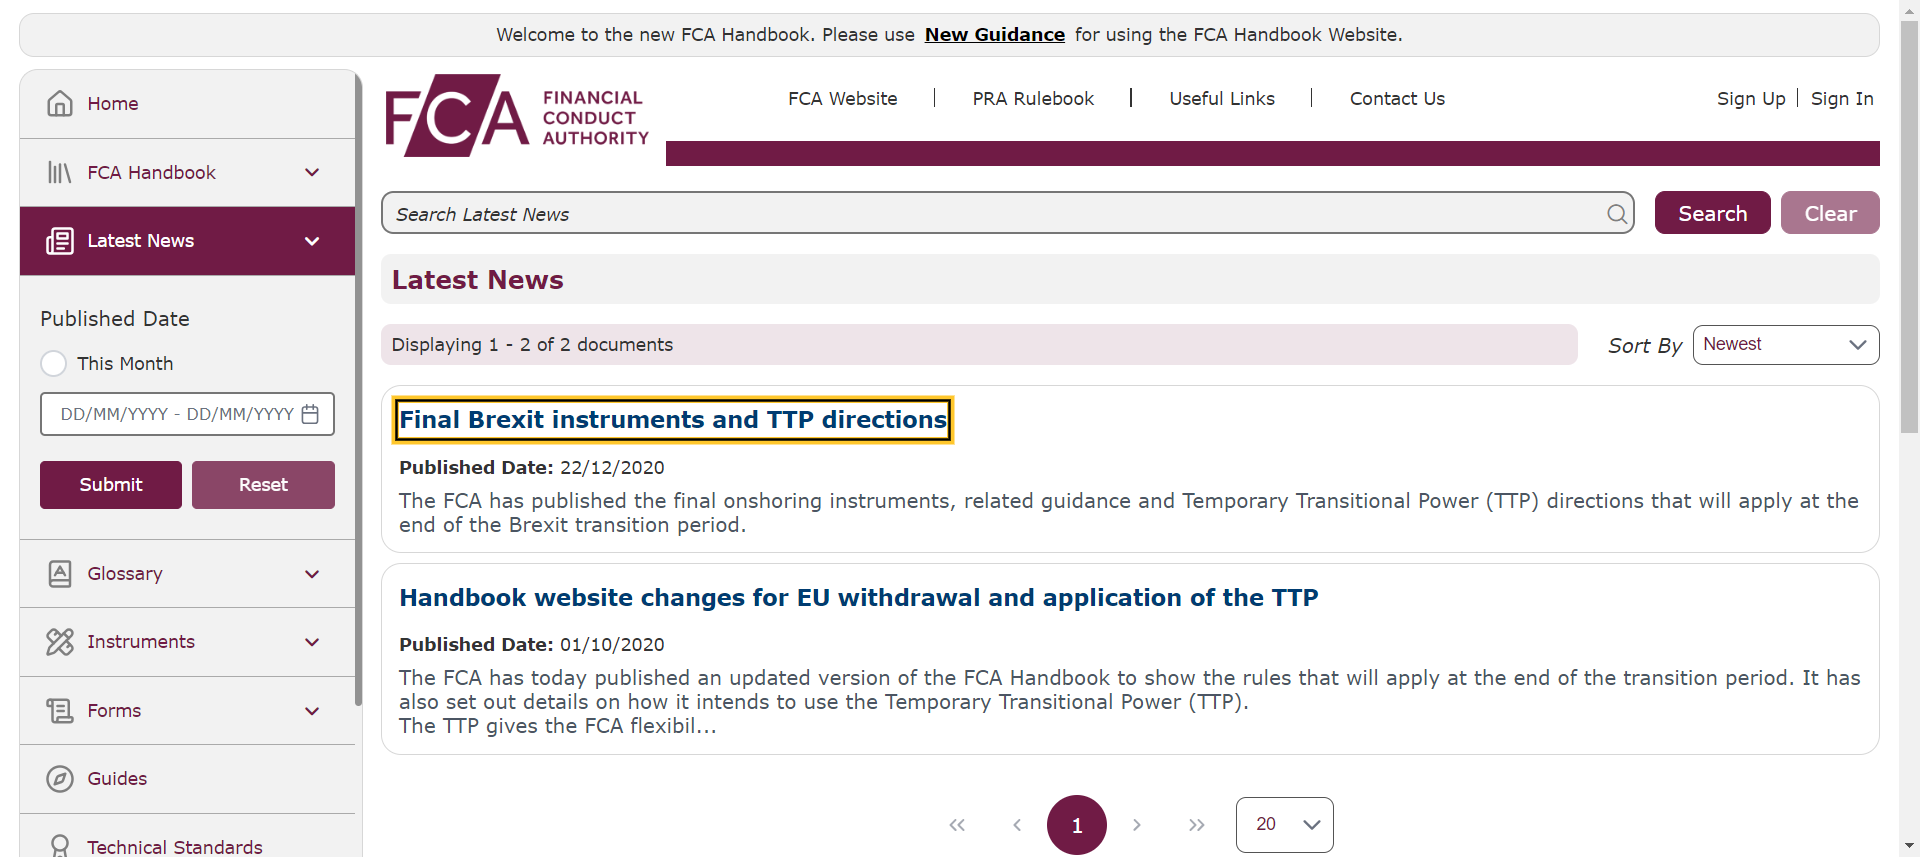 Welcome to the new FCA Handbook. Please use New Guidance for using the FCA Handbook Website.
Home
FCA Handbook
Latest News
Published Date
This Month
DD/MM/YYYY - DD/MM/YYYY
Submit
Reset
Glossary
Instruments
Forms
Guides
Technical Standards
FCA FINANCIAL CONDUCT AUTHORITY
FCA Website
PRA Rulebook
Useful Links
Contact Us
Sign Up
Sign In
Search Latest News
Search
Clear
Latest News
Displaying 1 - 2 of 2 documents
Sort By
Newest
Final Brexit instruments and TTP directions
Published Date: 22/12/2020
The FCA has published the final onshoring instruments, related guidance and Temporary Transitional Power (TTP) directions that will apply at the
end of the Brexit transition period.
Handbook website changes for EU withdrawal and application of the TTP
Published Date: 01/10/2020
The FCA has today published an updated version of the FCA Handbook to show the rules that will apply at the end of the transition period. It has
also set out details on how it intends to use the Temporary Transitional Power (TTP).
The TTP gives the FCA flexibil...
1
20